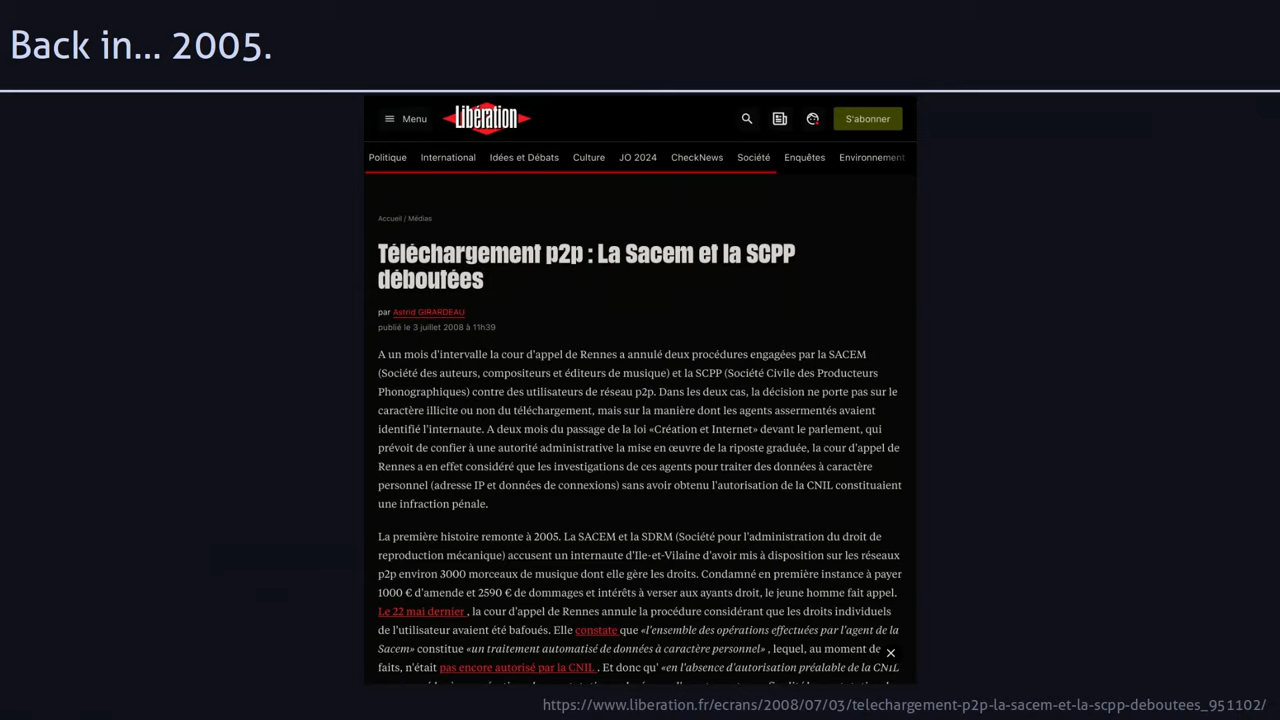 Back in... 2005.
Menu
Libération
S'abonner
Politique International Idées et Débats Culture JO 2024 CheckNews Société Enquêtes Environnement
Accueil / Médias
Téléchargement p2p : La Sacem et la SCPP
déboutées
par Astrid GIRARDEAU
publié le 3 juillet 2008 à 11h39
A un mois d'intervalle la cour d'appel de Rennes a annulé deux procédures engagées par la SACEM
(Société des auteurs, compositeurs et éditeurs de musique) et la SCPP (Société Civile des Producteurs
Phonographiques) contre des utilisateurs de réseau p2p. Dans les deux cas, la décision ne porte pas sur le
caractère illicite ou non du téléchargement, mais sur la manière dont les agents assermentés avaient
identifié l'internaute. A deux mois du passage de la loi «Création et Internet» devant le parlement, qui
prévoit de confier à une autorité administrative la mise en œuvre de la riposte graduée, la cour d'appel de
Rennes a en effet considéré que les investigations de ces agents pour traiter des données à caractère
personnel (adresse IP et données de connexions) sans avoir obtenu l'autorisation de la CNIL constituaient
une infraction pénale.
La première histoire remonte à 2005. La SACEM et la SDRM (Société pour l'administration du droit de
reproduction mécanique) accusent un internaute d'Ile-et-Vilaine d'avoir mis à disposition sur les réseaux
p2p environ 3000 morceaux de musique dont elle gère les droits. Condamné en première instance à payer
1000 € d'amende et 2590 € de dommages et intérêts à verser aux ayants droit, le jeune homme fait appel.
Le 22 mai dernier , la cour d'appel de Rennes annule la procédure considérant que les droits individuels
de l'utilisateur avaient été bafoués. Elle constate que «l'ensemble des opérations effectuées par l'agent de la
Sacem» constitue «un traitement automatisé de données à caractère personnel» , lequel, au moment de
faits, n'était pas encore autorisé par la CNIL . Et donc qu' «en l'absence d'autorisation préalable de la CNIL
https://www.liberation.fr/ecrans/2008/07/03/telechargement-p2p-la-sacem-et-la-scpp-deboutees_951102/